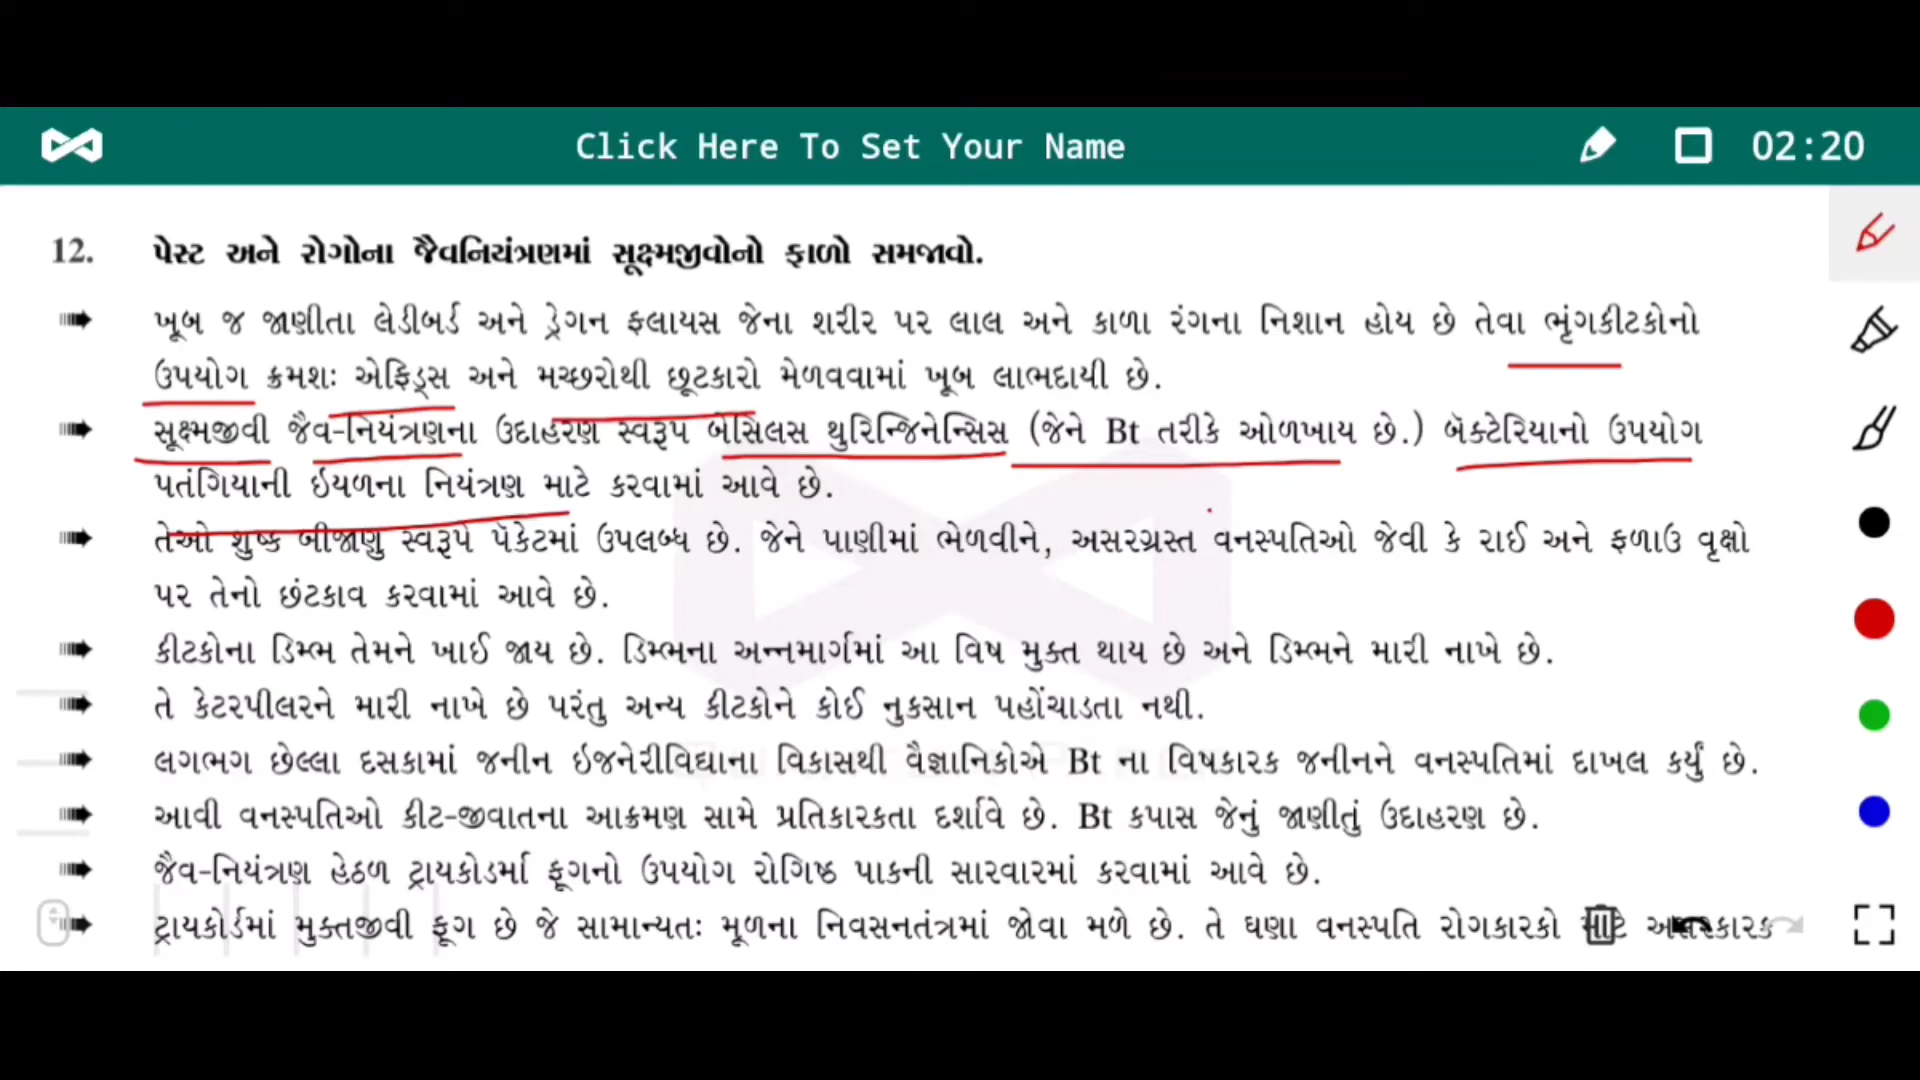 Click Here To Set Your Name
02:20
12. પેસ્ટ અને રોગોના જૈવનિયંત્રણમાં સૂક્ષ્મજીવોનો ફાળો સમજાવો.
ખૂબ જ જાણીતા લેડીબર્ડ અને ડ્રેગન ફ્લાયસ જેના શરીર પર લાલ અને કાળા રંગના નિશાન હોય છે તેવા ભૃંગકીટકોનો
ઉપયોગ ક્રમશઃ એફિડ્સ અને મચ્છરોથી છૂટકારો મેળવવામાં ખૂબ લાભદાયી છે.
સૂક્ષ્મજીવી જૈવ-નિયંત્રણના ઉદાહરણ સ્વરૂપ બેસિલસ થુરિન્જિનેન્સિસ (જેને Bt તરીકે ઓળખાય છે.) બૅક્ટેરિયાનો ઉપયોગ
પતંગિયાની ઇયળના નિયંત્રણ માટે કરવામાં આવે છે.
તેઓ શુષ્ક બીજાણુ સ્વરૂપે પૅકેટમાં ઉપલબ્ધ છે. જેને પાણીમાં ભેળવીને, અસરગ્રસ્ત વનસ્પતિઓ જેવી કે રાઈ અને ફળાઉ વૃક્ષો
પર તેનો છંટકાવ કરવામાં આવે છે.
કીટકોના ડિમ્ભ તેમને ખાઈ જાય છે. ડિમ્ભના અન્નમાર્ગમાં આ વિષ મુક્ત થાય છે અને ડિમ્ભને મારી નાખે છે.
તે કેટરપીલરને મારી નાખે છે પરંતુ અન્ય કીટકોને કોઈ નુકસાન પહોંચાડતા નથી.
લગભગ છેલ્લા દસકામાં જનીન ઇજનેરીવિદ્યાના વિકાસથી વૈજ્ઞાનિકોએ Bt ના વિષકારક જનીનને વનસ્પતિમાં દાખલ કર્યું છે.
આવી વનસ્પતિઓ કીટ-જીવાતના આક્રમણ સામે પ્રતિકારકતા દર્શાવે છે. Bt કપાસ જેનું જાણીતું ઉદાહરણ છે.
જૈવ-નિયંત્રણ હેઠળ ટ્રાયકોડર્મા ફૂગનો ઉપયોગ રોગિષ્ઠ પાકની સારવારમાં કરવામાં આવે છે.
ટ્રાયકોર્ડમાં મુક્તજીવી ફૂગ છે જે સામાન્યતઃ મૂળના નિવસનતંત્રમાં જોવા મળે છે. તે ઘણા વનસ્પતિ રોગકારકો માટે અસરકારક